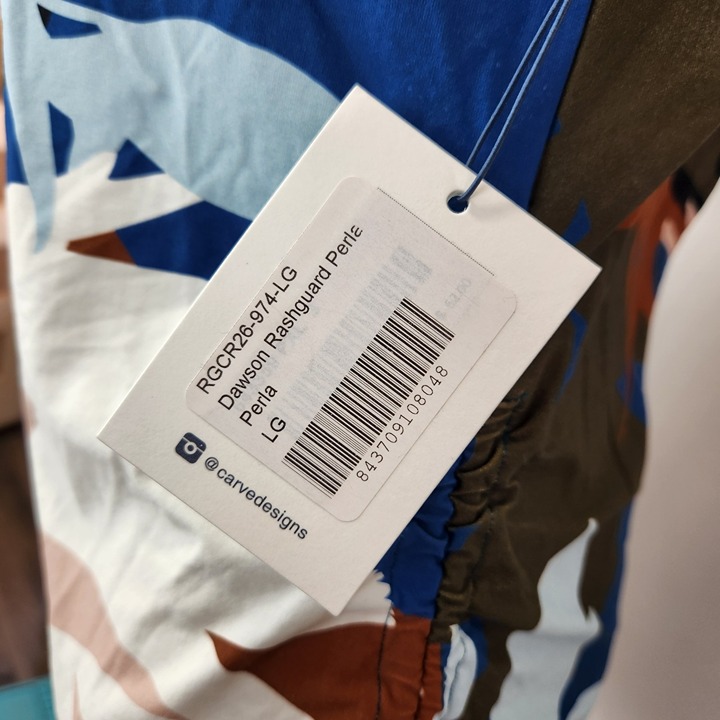 RGCR26-974-LG
Dawson Rashguard Perla
Perla
LG
843709108048
@carvedesigns